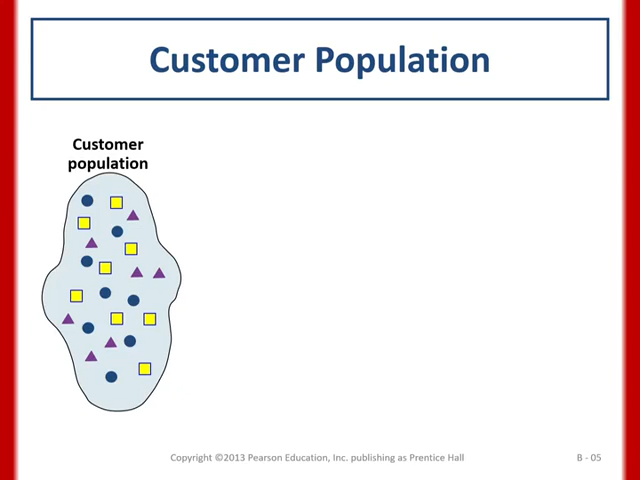 Customer Population
Customer
population
Copyright ©2013 Pearson Education, Inc. publishing as Prentice Hall
B - 05